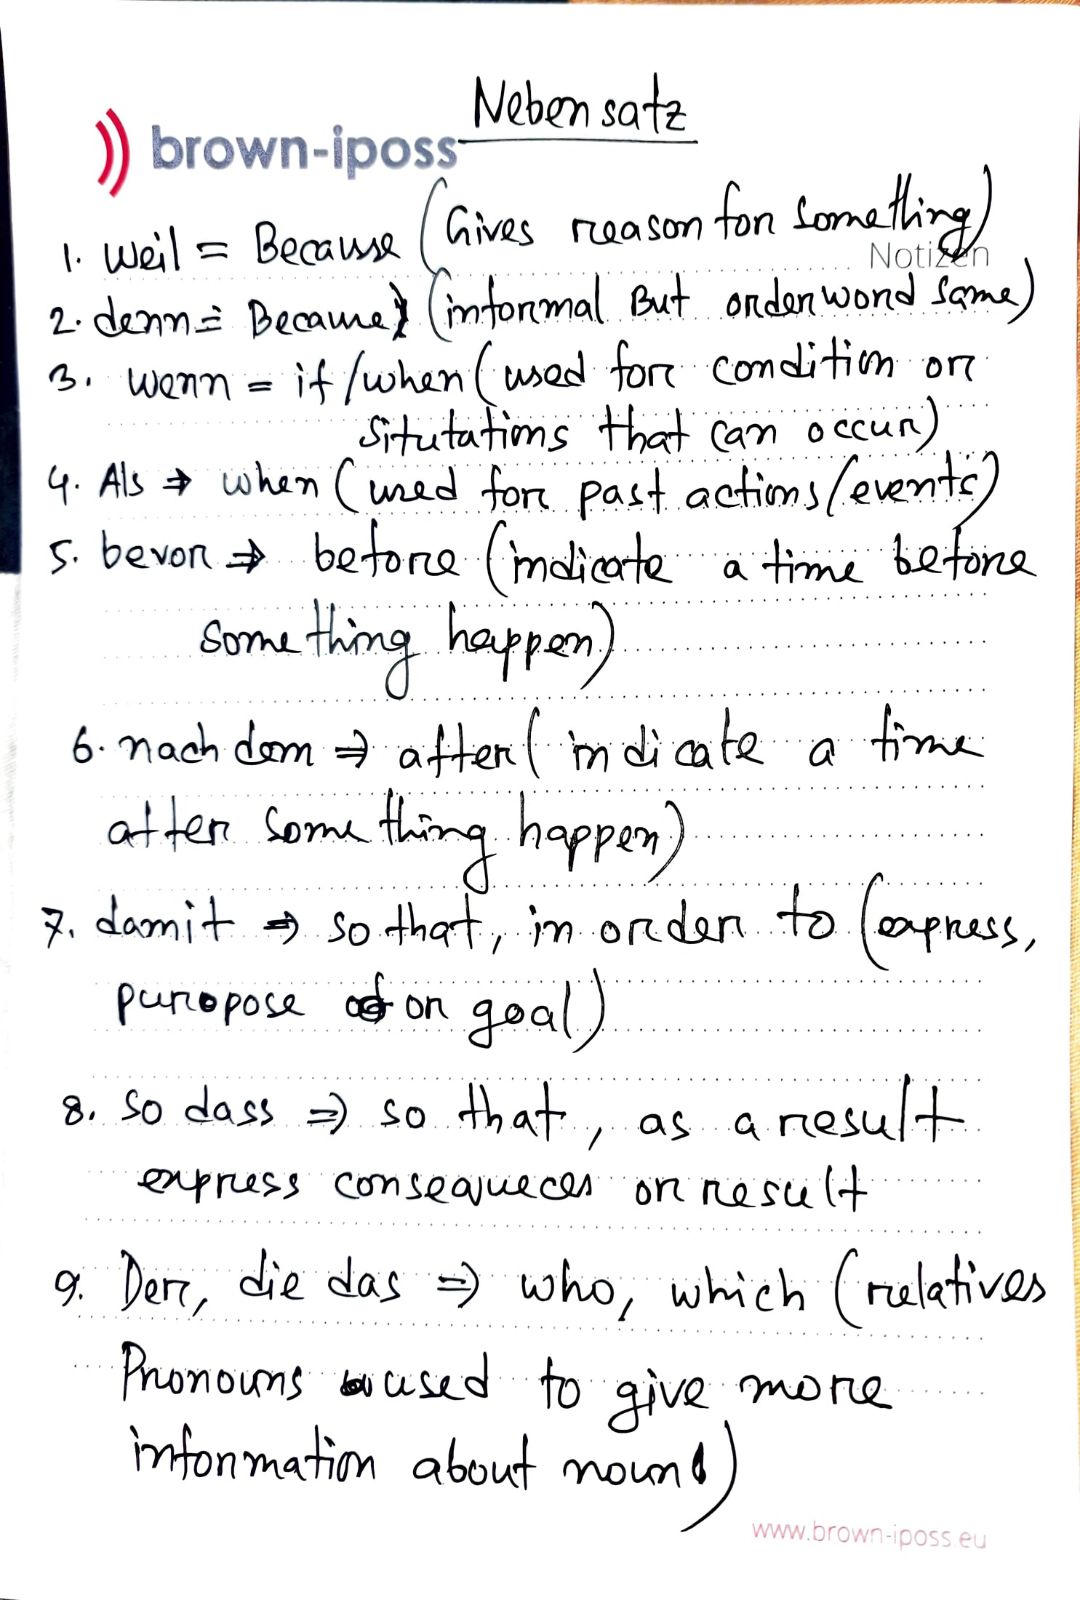 Nebensatz
brown-iposs
1. Weil = Because (Gives reason for something)
Notizen
2. denn = Because (informal But order word same)
3. wenn = if/when (used for condition or
Situtations that can occur)
4. Als ⇒ when (used for past actions/events)
5. bevor ⇒ before (indicate a time before
something happen)
6. nachdem ⇒ after (indicate a time
after something happen)
7. damit ⇒ so that, in order to (express,
puropose or goal)
8. so dass ⇒ so that, as a result
express consequeces or result
9. Der, die das ⇒ who, which (relatives
Pronouns used to give more
information about nouns)
www.brown-iposs.eu